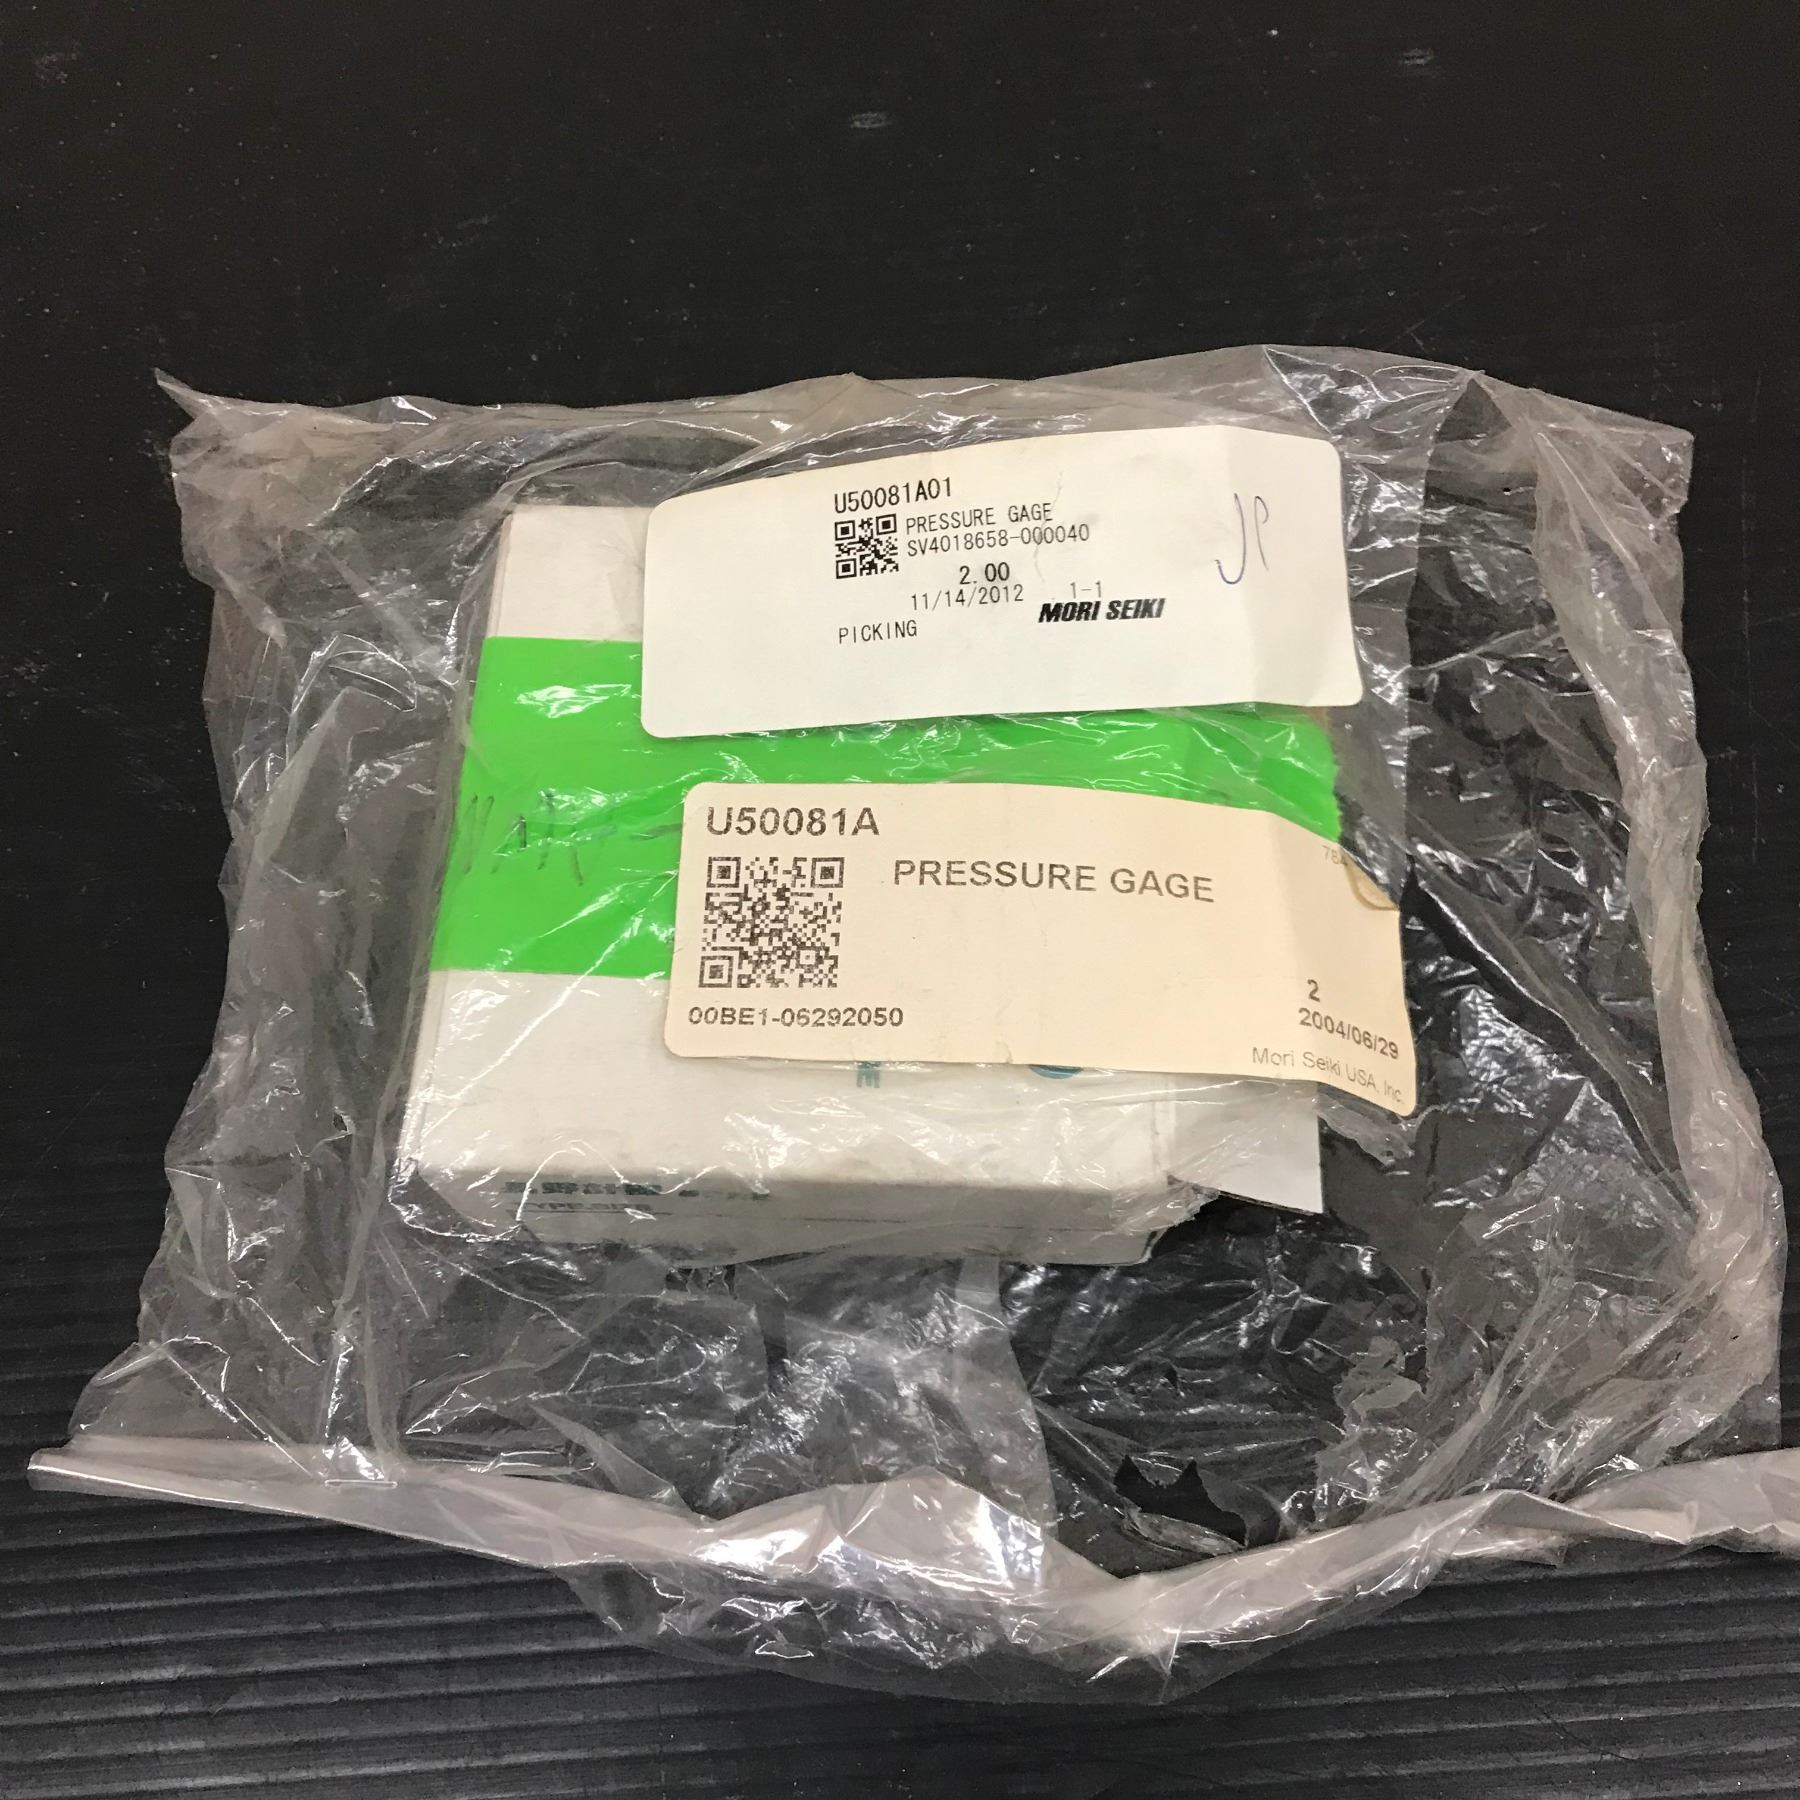 U50081A01
PRESSURE GAGE
SV4018658-000040
2.00
11/14/2012 1-1
PICKING
MORI SEIKI
JP
U50081A
PRESSURE GAGE
00BE1-06292050
2
2004/06/29
Mori Seiki USA, Inc.